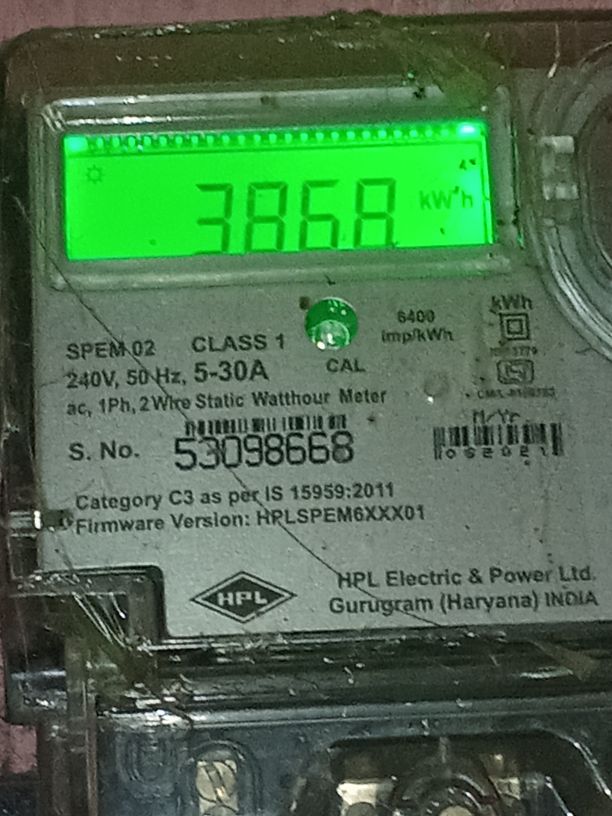 3868 kWh
kWh
6400
imp/kWh
SPEM 02 CLASS 1
CAL
240V, 50 Hz, 5-30A
ac, 1Ph, 2 Wire Static Watthour Meter
M/Yr
S. No. 53098668
052021
Category C3 as per IS 15959:2011
Firmware Version: HPLSPEM6XXX01
HPL
HPL Electric & Power Ltd.
Gurugram (Haryana) INDIA